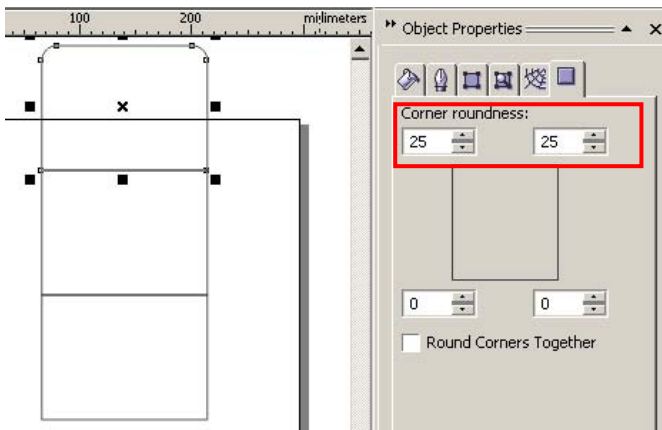 100 200 millimeters
Object Properties
Corner roundness:
25 25
0 0
Round Corners Together